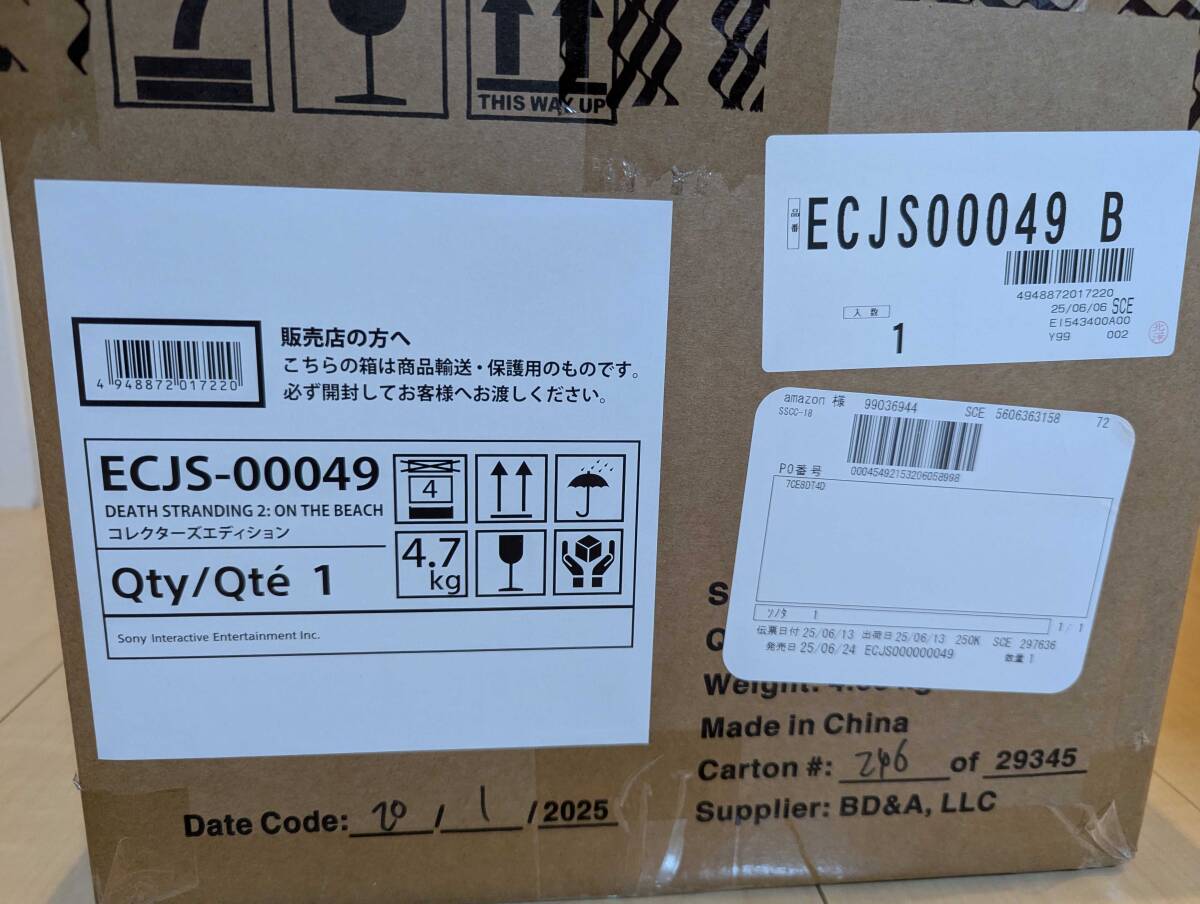 THIS WAY UP
4 948872 017220
販売店の方へ
こちらの箱は商品輸送・保護用のものです。
必ず開封してお客様へお渡しください。
ECJS-00049
DEATH STRANDING 2: ON THE BEACH
コレクターズエディション
Qty/Qté 1
4
4.7
kg
Sony Interactive Entertainment Inc.
品番
ECJS00049 B
4948872017220
25/06/06 SCE
EI543400A00
Y99 002
入数
1
amazon 様 99036944 SCE 5606363158 72
SSCC-18
00045492153206058998
PO番号
7CE8DT4D
ソノタ 1
1/1
伝票日付 25/06/13 出荷日 25/06/13 250K SCE 297636
発売日 25/06/24 ECJS000000049 数量 1
Weight:
Made in China
Carton #: 246 of 29345
Supplier: BD&A, LLC
Date Code: 20/1/2025